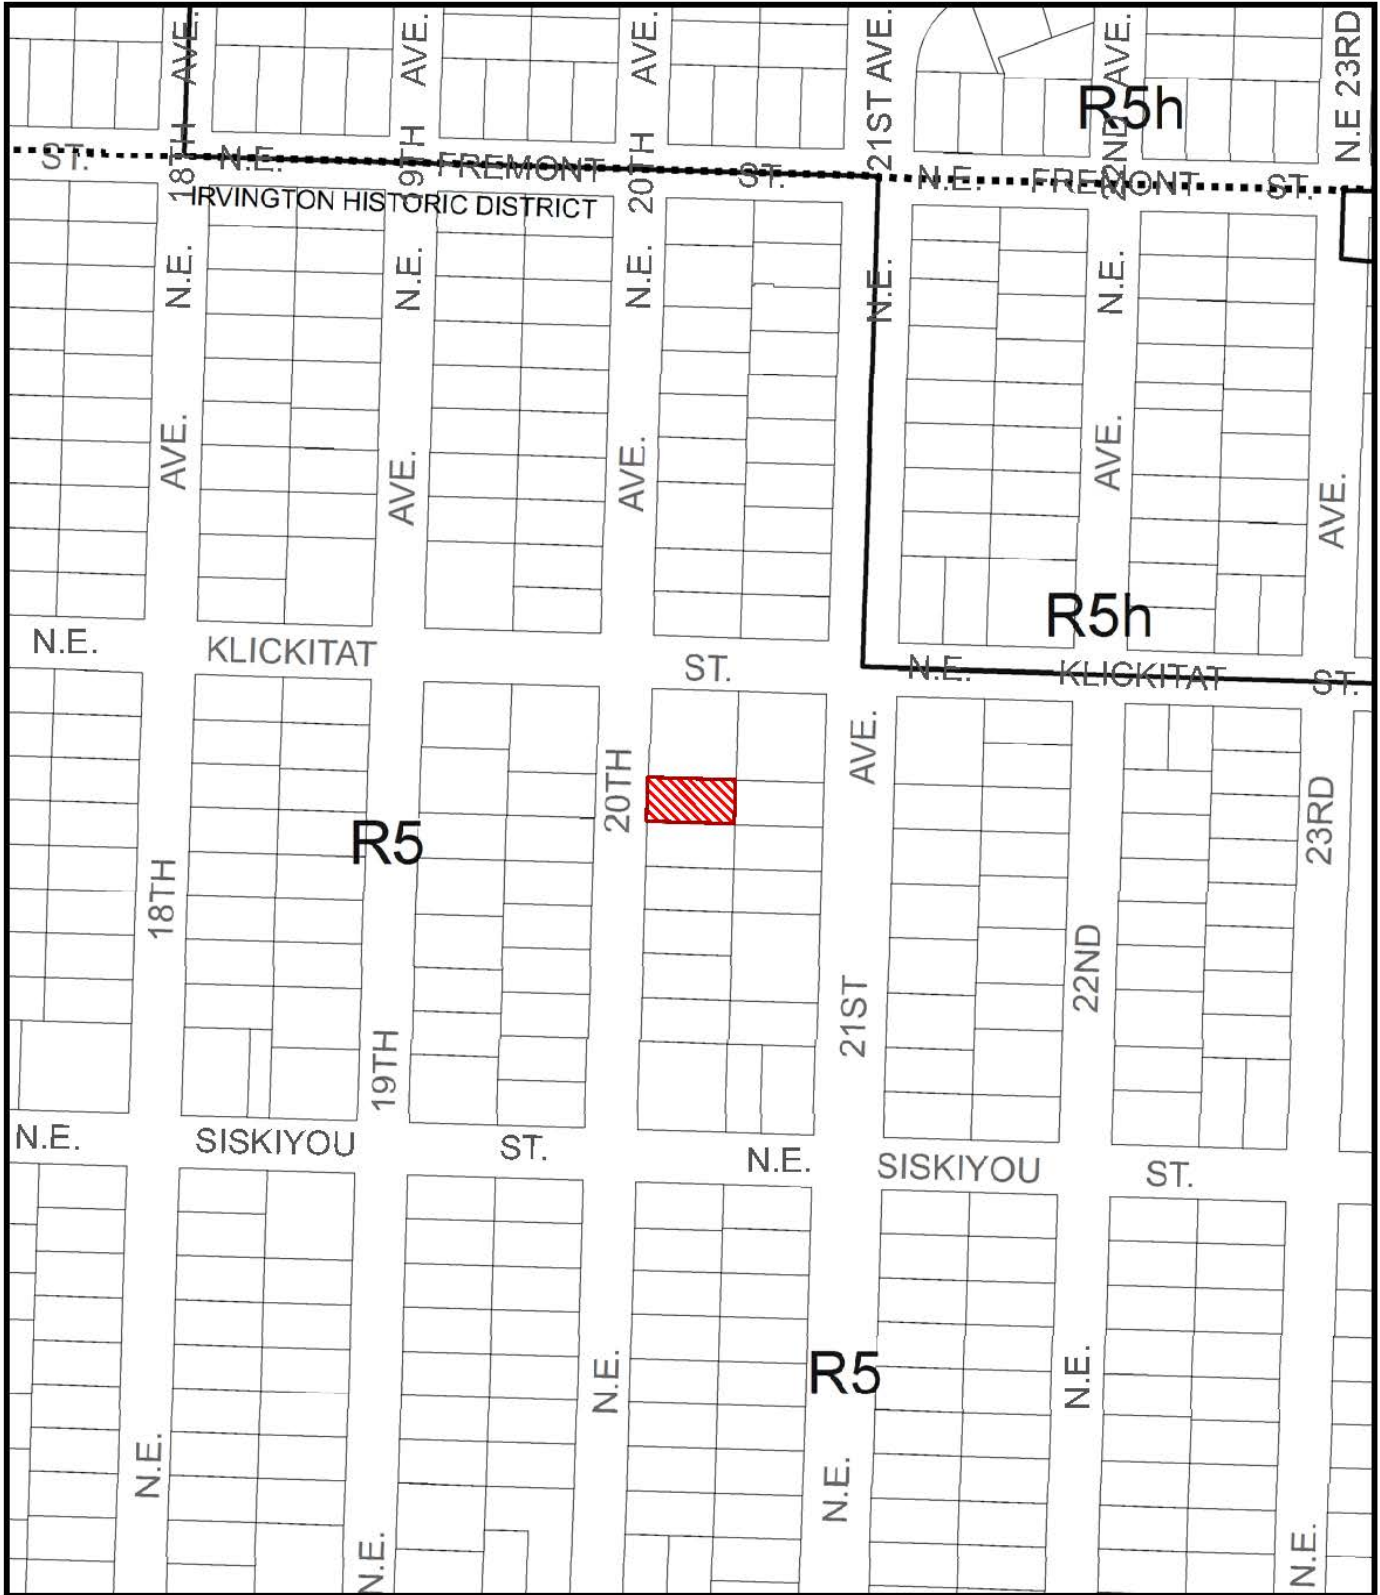 AVE.
AVE.
AVE.
21ST AVE.
22ND AVE.
N.E 23RD
R5h
ST.
18TH
N.E.
19TH
FREMONT
20TH
ST.
N.E.
FREMONT
ST.
IRVINGTON HISTORIC DISTRICT
N.E.
N.E.
N.E.
N.E.
N.E.
AVE.
AVE.
AVE.
AVE.
AVE.
R5h
N.E.
KLICKITAT
ST.
N.E.
KLICKITAT
ST.
AVE.
20TH
R5
23RD
18TH
22ND
21ST
19TH
N.E.
SISKIYOU
ST.
N.E.
SISKIYOU
ST.
N.E.
R5
N.E.
N.E.
N.E.
N.E.
N.E.